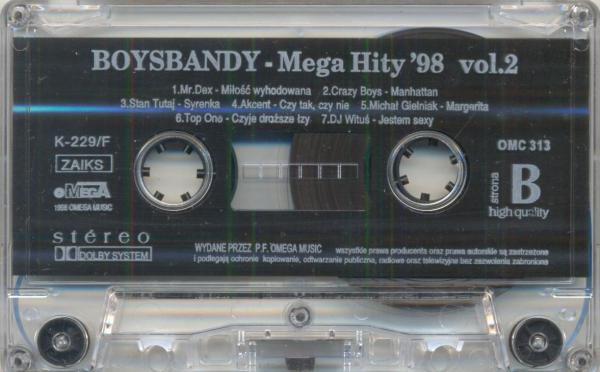 BOYSBANDY - Mega Hity '98 vol.2
1.Mr.Dex - Miłość wyhodowana 2.Crazy Boys - Manhattan
3.Stan Tutaj - Syrenka 4.Akcent - Czy tak, czy nie 5.Michał Gielniak - Margerita
6.Top One - Czyje droższe łzy 7.DJ Wituś - Jestem sexy
K-229/F
OMC 313
ZAIKS
OMEGA
1998 OMEGA MUSIC
strona
B
high quality
stéreo
DOLBY SYSTEM
WYDANE PRZEZ P.F. OMEGA MUSIC
wszystkie prawa producenta oraz prawa autorskie są zastrzeżone
i podlegają ochronie kopiowanie, odtwarzanie publiczne, radiowe oraz telewizyjne bez zezwolenia zabronione